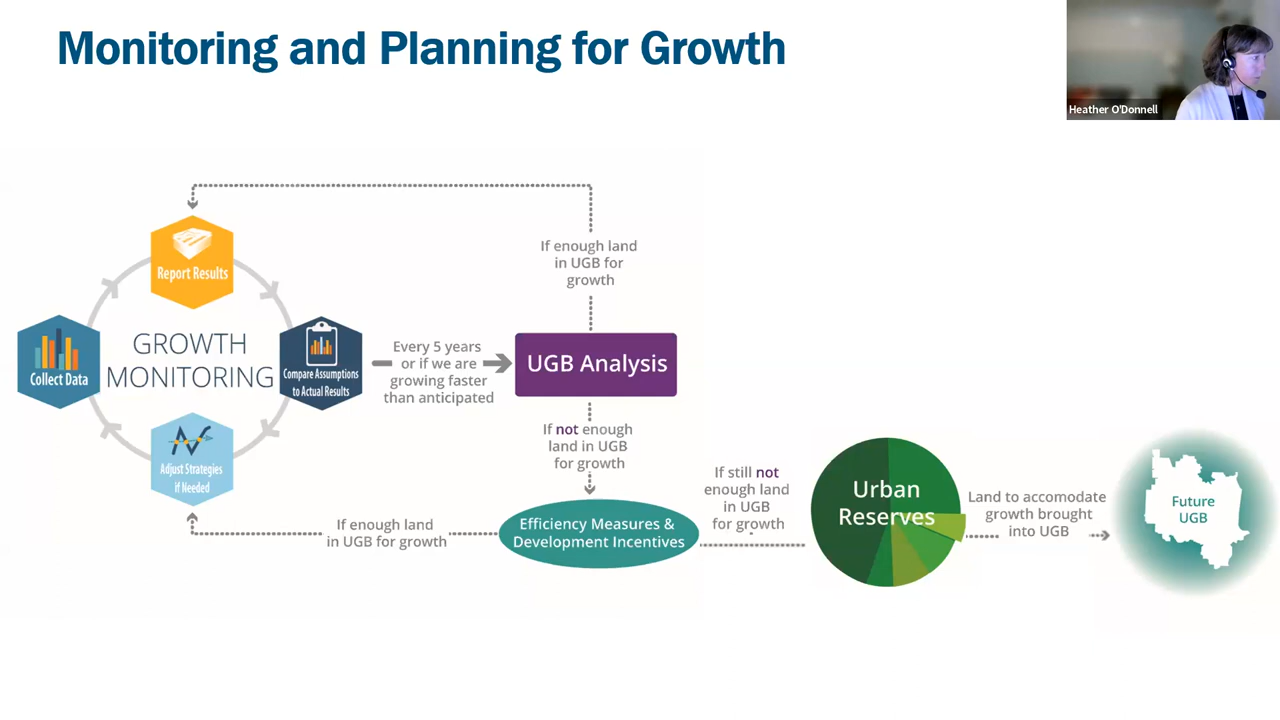 Monitoring and Planning for Growth
Heather O'Donnell
If enough land
in UGB for
growth
Report Results
GROWTH
MONITORING
Collect Data
Compare Assumptions
to Actual Results
Adjust Strategies
if Needed
Every 5 years
or if we are
growing faster
than anticipated
UGB Analysis
If not enough
land in UGB
for growth
If enough land
in UGB for growth
Efficiency Measures &
Development Incentives
If still not
enough land
in UGB
for growth
Urban
Reserves
Land to accomodate
growth brought
into UGB
Future
UGB